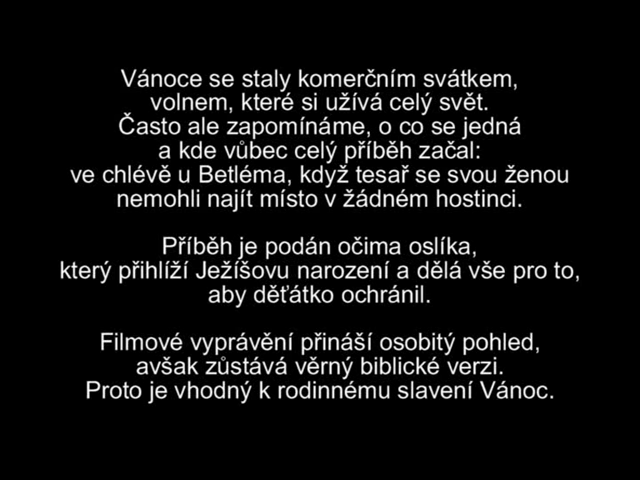 Vánoce se staly komerčním svátkem,
volnem, které si užívá celý svět.
Často ale zapomínáme, o co se jedná
a kde vůbec celý příběh začal:
ve chlévě u Betléma, když tesař se svou ženou
nemohli najít místo v žádném hostinci.
Příběh je podán očima oslíka,
který přihlíží Ježíšovu narození a dělá vše pro to,
aby děťátko ochránil.
Filmové vyprávění přináší osobitý pohled,
avšak zůstává věrný biblické verzi.
Proto je vhodný k rodinnému slavení Vánoc.